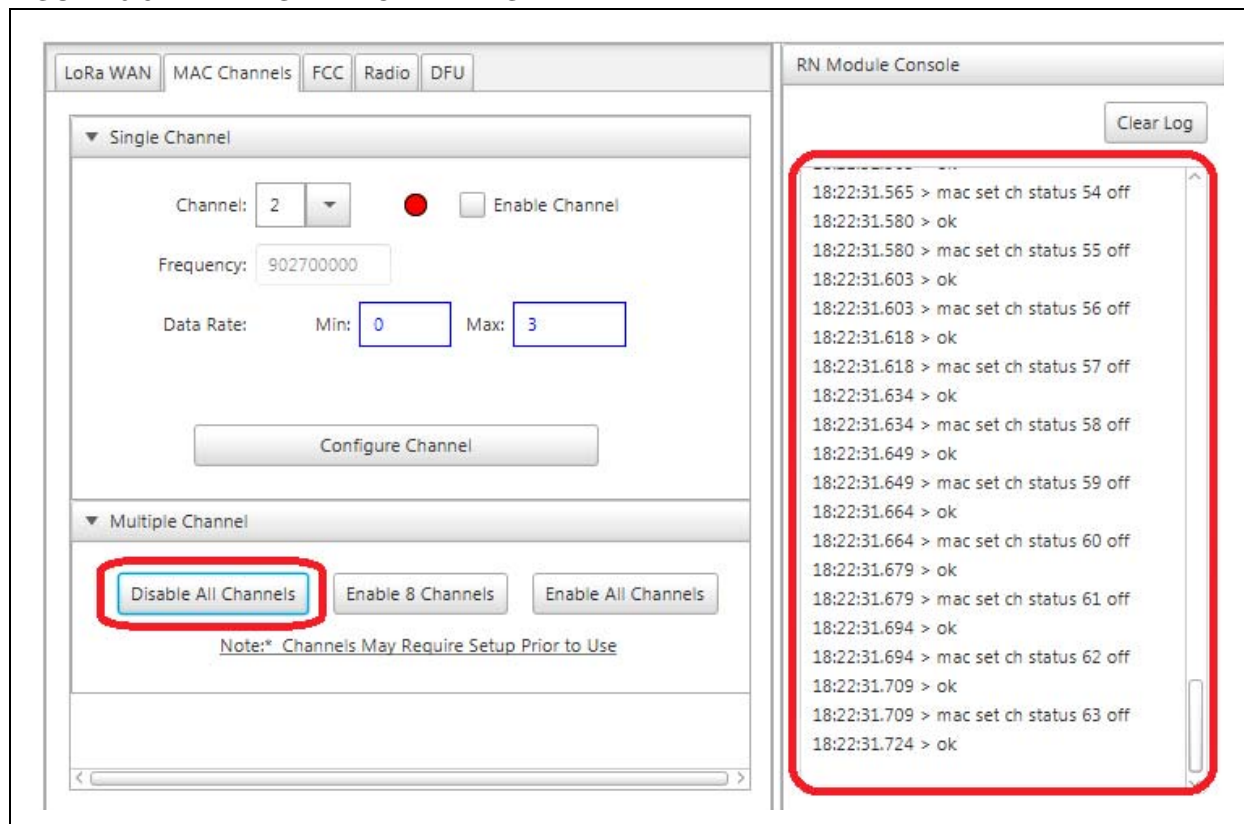 LoRa WAN MAC Channels FCC Radio DFU
Single Channel
Channel: 2 Enable Channel
Frequency: 902700000
Data Rate: Min: 0 Max: 3
Configure Channel
Multiple Channel
Disable All Channels Enable 8 Channels Enable All Channels
Note:* Channels May Require Setup Prior to Use
RN Module Console
Clear Log
18:22:31.565 > mac set ch status 54 off
18:22:31.580 > ok
18:22:31.580 > mac set ch status 55 off
18:22:31.603 > ok
18:22:31.603 > mac set ch status 56 off
18:22:31.618 > ok
18:22:31.618 > mac set ch status 57 off
18:22:31.634 > ok
18:22:31.634 > mac set ch status 58 off
18:22:31.649 > ok
18:22:31.649 > mac set ch status 59 off
18:22:31.664 > ok
18:22:31.664 > mac set ch status 60 off
18:22:31.679 > ok
18:22:31.679 > mac set ch status 61 off
18:22:31.694 > ok
18:22:31.694 > mac set ch status 62 off
18:22:31.709 > ok
18:22:31.709 > mac set ch status 63 off
18:22:31.724 > ok